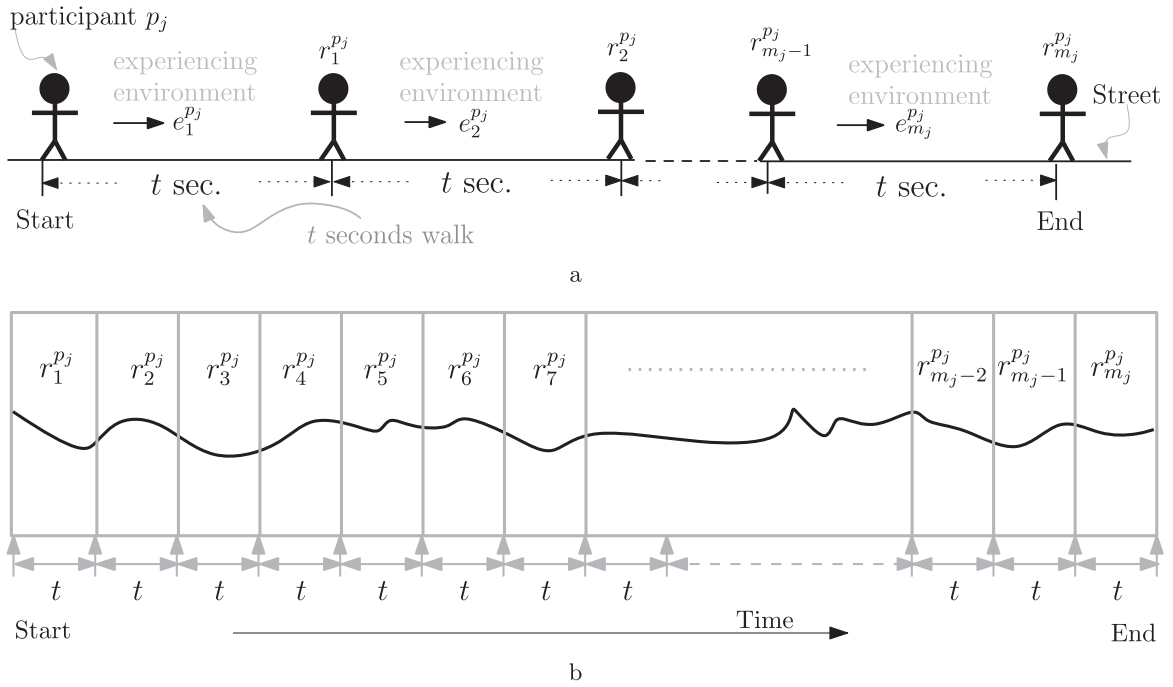 participant p_j
r_1^{p_j} r_2^{p_j} r_{m_j-1}^{p_j} r_{m_j}^{p_j}
experiencing experiencing experiencing
environment environment environment Street
e_1^{p_j} e_2^{p_j} e_{m_j}^{p_j}
t sec. t sec. t sec.
Start End
t seconds walk
a
r_1^{p_j} r_2^{p_j} r_3^{p_j} r_4^{p_j} r_5^{p_j} r_6^{p_j} r_7^{p_j} r_{m_j-2}^{p_j} r_{m_j-1}^{p_j} r_{m_j}^{p_j}
t t t t t t t t t t t
Start Time End
b